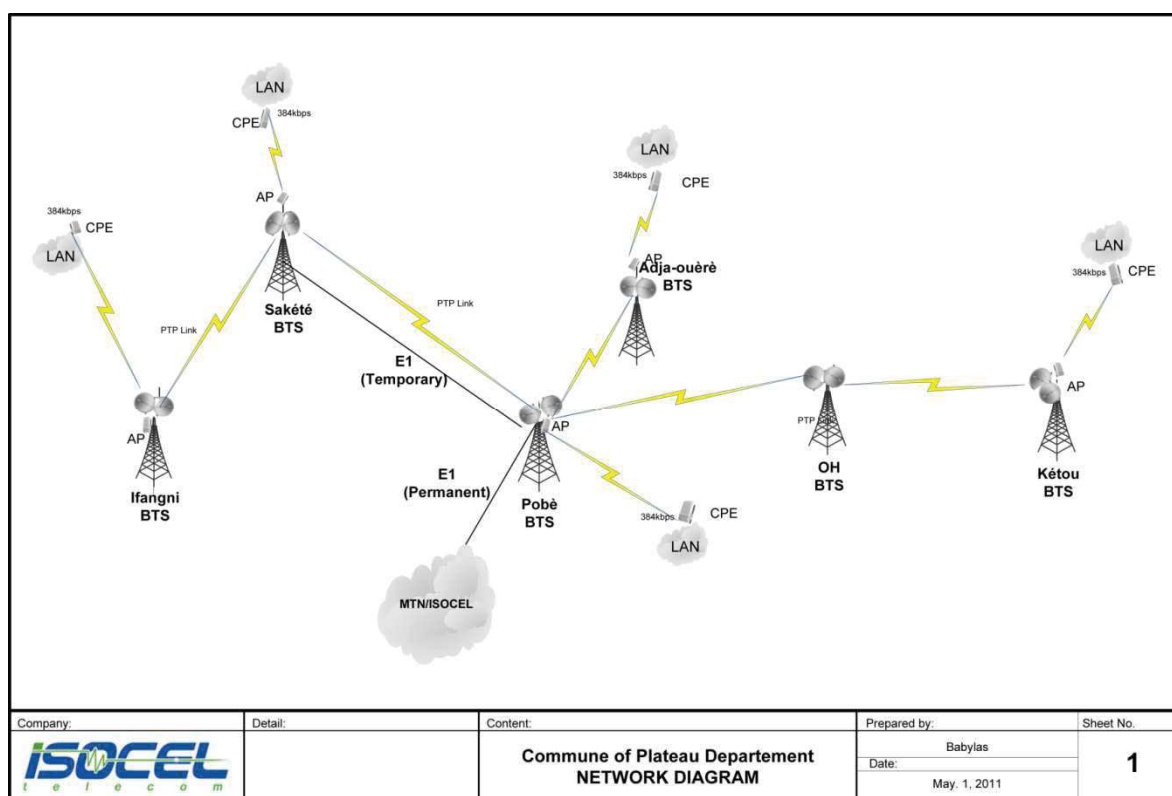 LAN
384kbps
CPE
AP
LAN
384kbps
CPE
384kbps
CPE
LAN
AP
Adja-ouèrè
BTS
LAN
384kbps
CPE
Sakété
BTS
PTP Link
PTP Link
E1
(Temporary)
AP
AP
AP
PTP Link
Ifangni
BTS
E1
(Permanent)
Pobè
BTS
OH
BTS
Kétou
BTS
384kbps
CPE
LAN
MTN/ISOCEL
Company:
Detail:
Content:
Prepared by:
Sheet No.
ISOCEL
telecom
Commune of Plateau Departement
NETWORK DIAGRAM
Babylas
Date:
May. 1, 2011
1